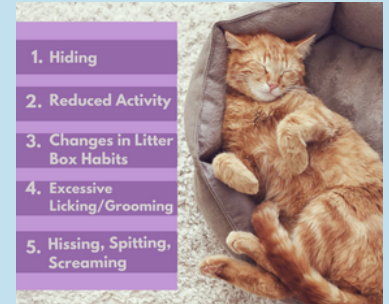 1. Hiding
2. Reduced Activity
3. Changes in Litter
Box Habits
4. Excessive
Licking/Grooming
5. Hissing, Spitting,
Screaming